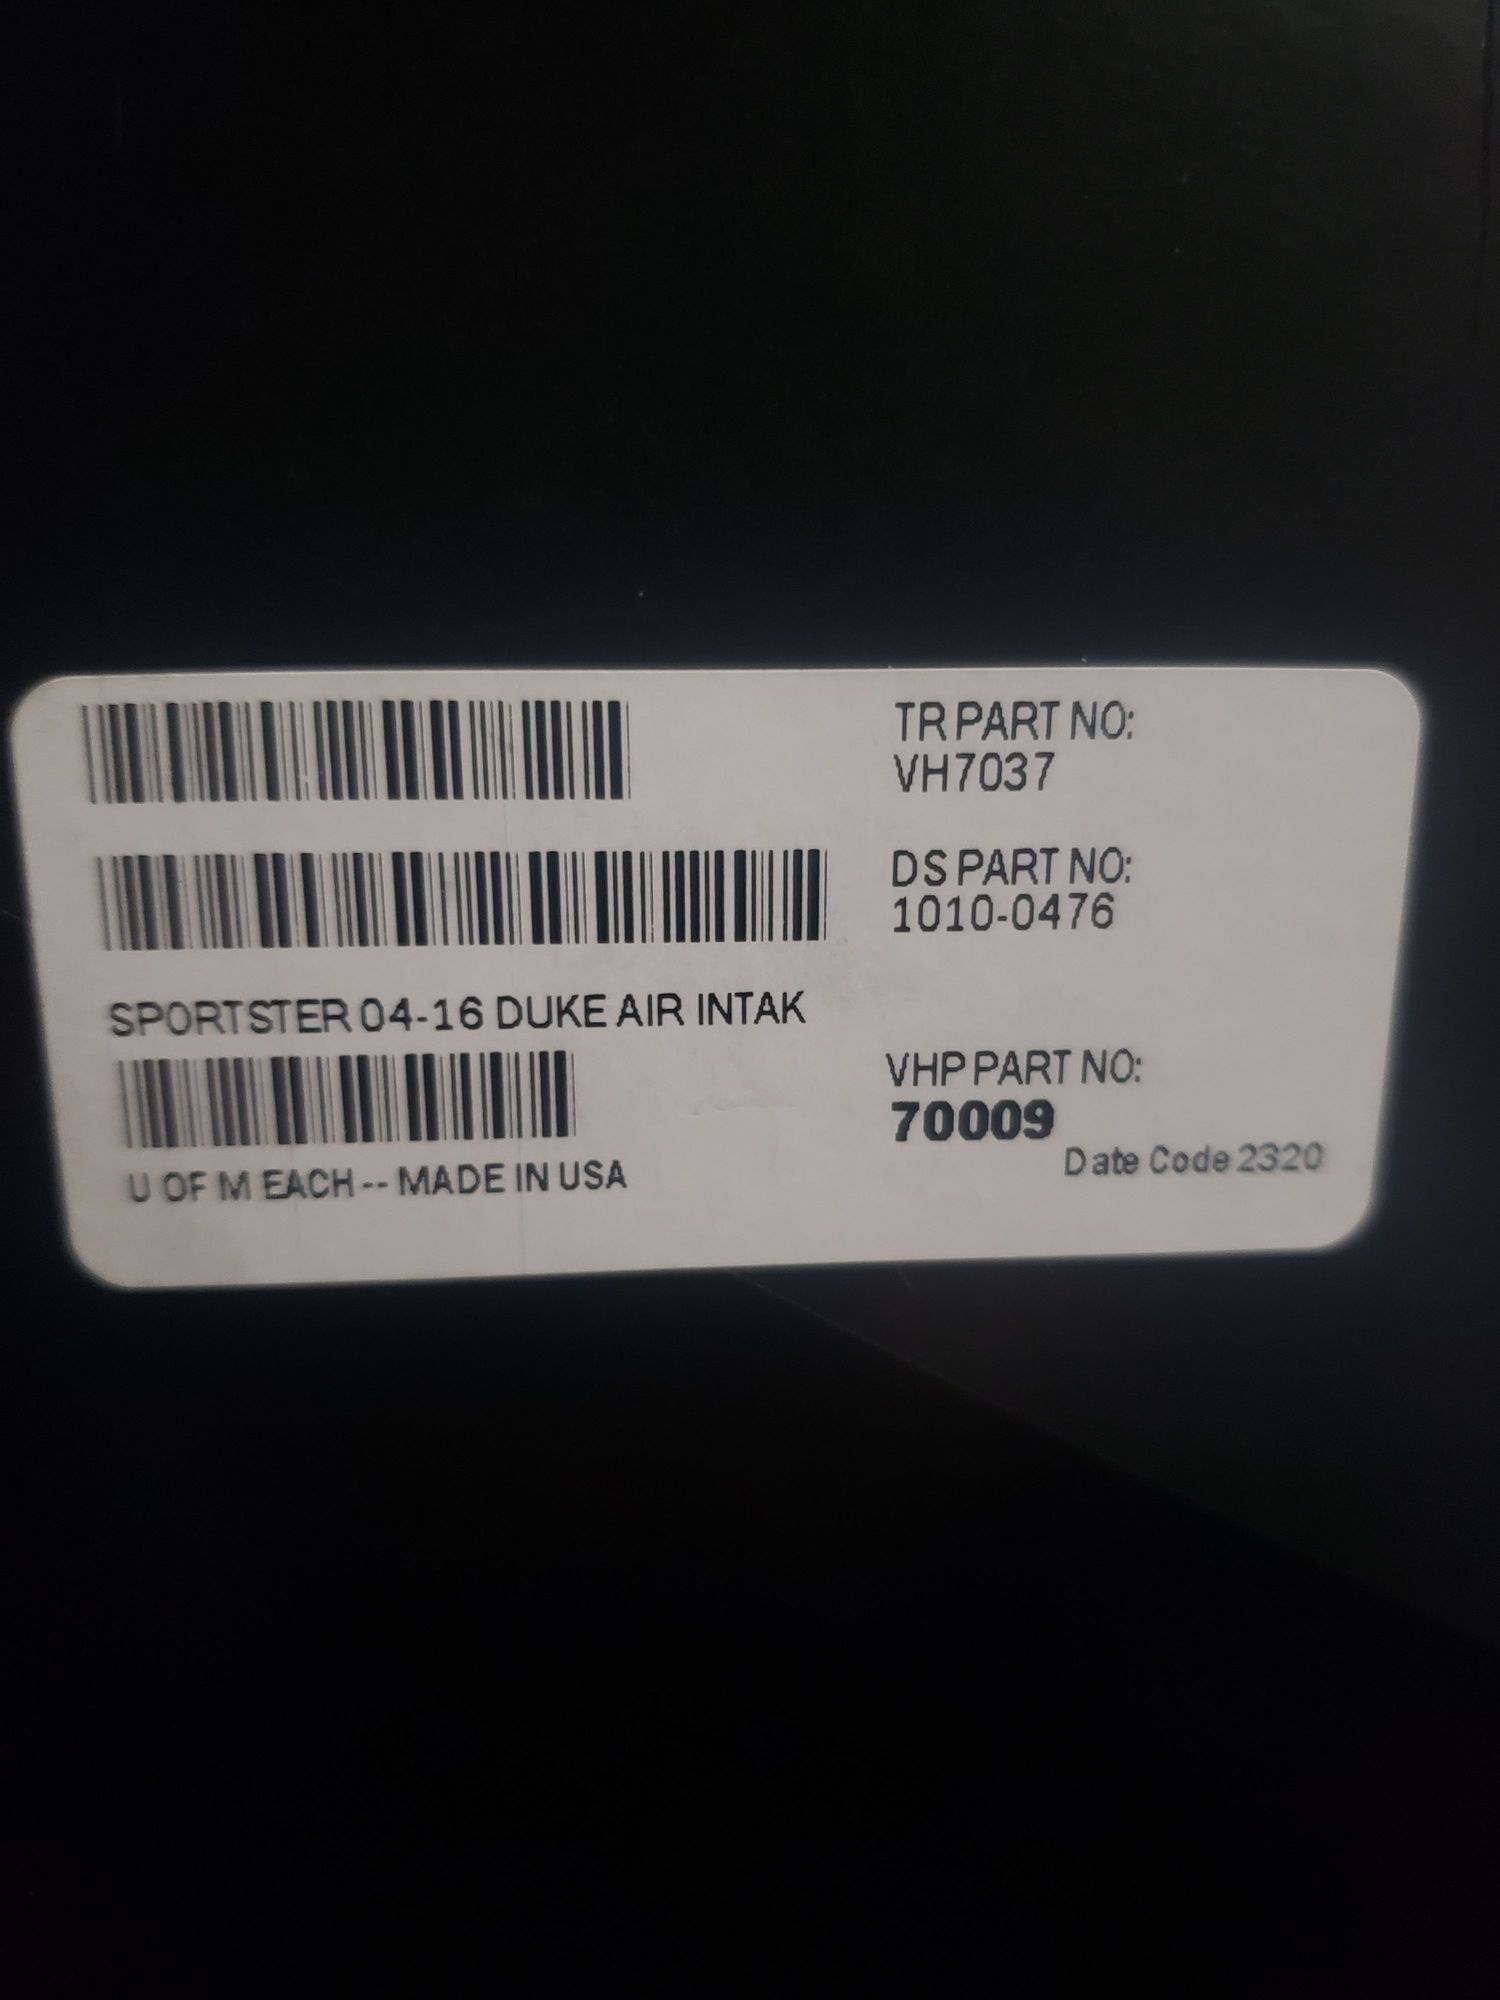 TR PART NO:
VH7037
DS PART NO:
1010-0476
SPORTSTER 04-16 DUKE AIR INTAK
VHP PART NO:
70009
Date Code 2320
U OF M EACH -- MADE IN USA